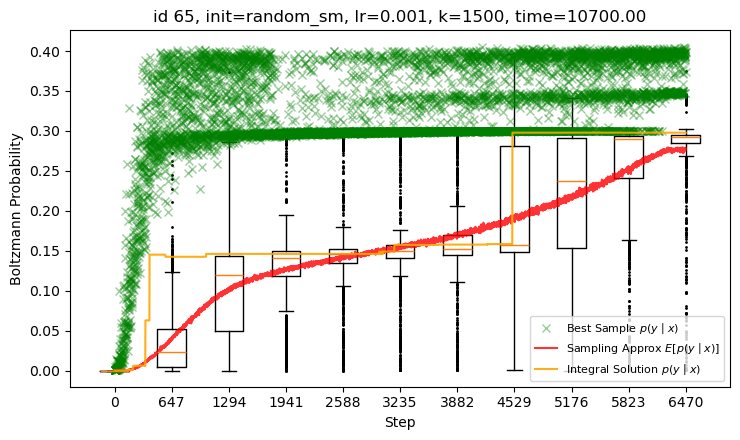 id 65, init=random_sm, lr=0.001, k=1500, time=10700.00
Boltzmann Probability
0.40
0.35
0.30
0.25
0.20
0.15
0.10
0.05
0.00
Best Sample p(y | x)
Sampling Approx E[p(y | x)]
Integral Solution p(y | x)
0 647 1294 1941 2588 3235 3882 4529 5176 5823 6470
Step